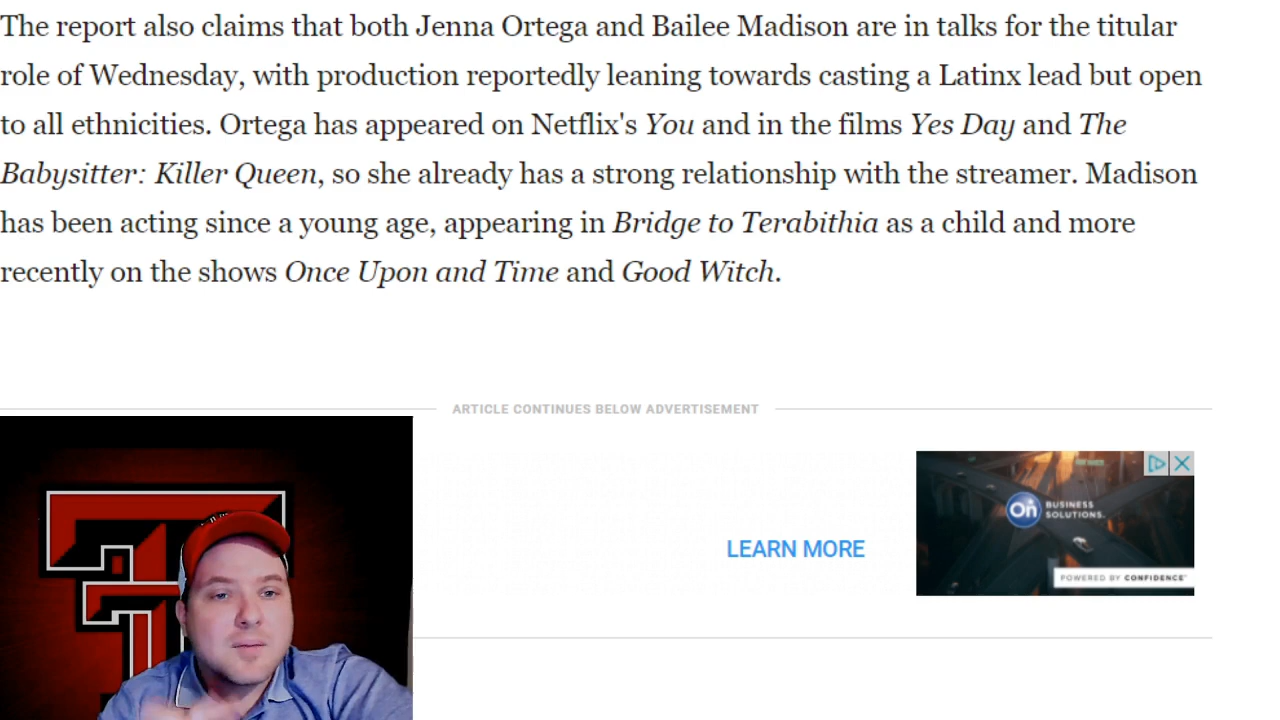 The report also claims that both Jenna Ortega and Bailee Madison are in talks for the titular
role of Wednesday, with production reportedly leaning towards casting a Latinx lead but open
to all ethnicities. Ortega has appeared on Netflix's You and in the films Yes Day and The
Babysitter: Killer Queen, so she already has a strong relationship with the streamer. Madison
has been acting since a young age, appearing in Bridge to Terabithia as a child and more
recently on the shows Once Upon and Time and Good Witch.
ARTICLE CONTINUES BELOW ADVERTISEMENT
On BUSINESS
SOLUTIONS.
LEARN MORE
POWERED BY CONFIDENCE